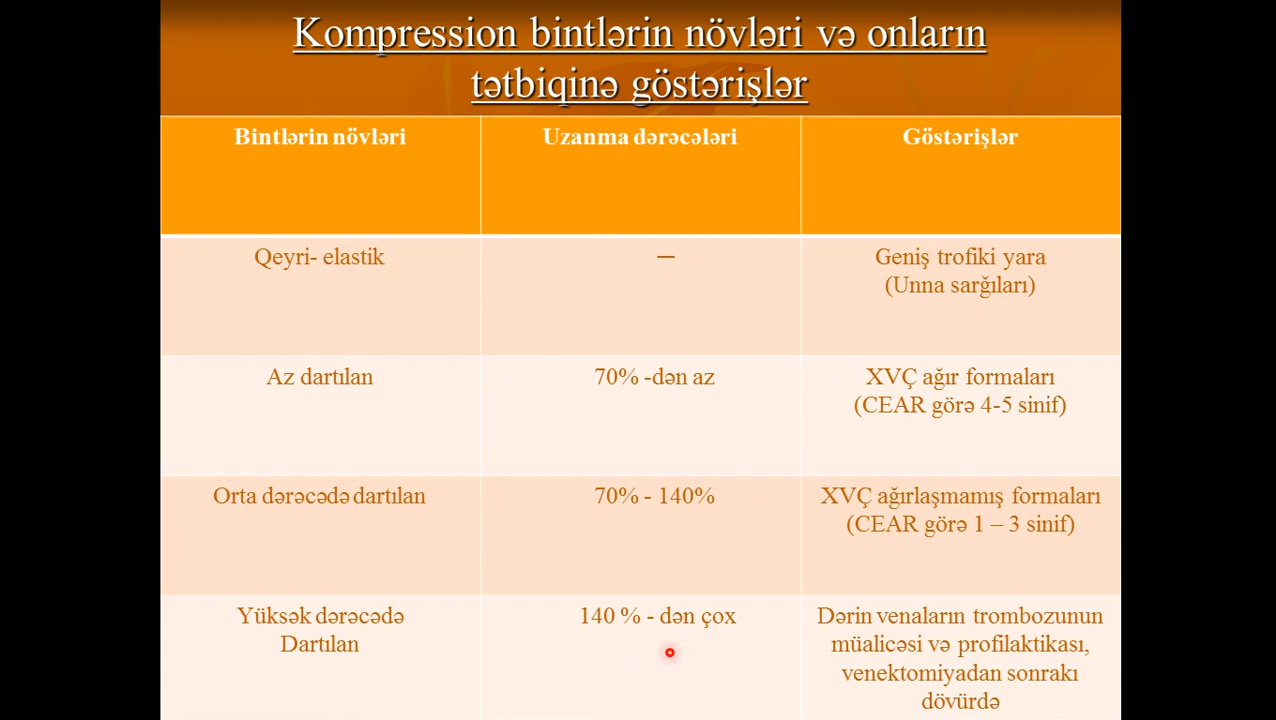 Kompression bintlərin növləri və onların
tətbiqinə göstərişlər
Bintlərin növləri
Uzanma dərəcələri
Göstərişlər
Qeyri- elastik
—
Geniş trofiki yara
(Unna sarğıları)
Az dartılan
70% -dən az
XVÇ ağır formaları
(CEAR görə 4-5 sinif)
Orta dərəcədə dartılan
70% - 140%
XVÇ ağırlaşmamış formaları
(CEAR görə 1 – 3 sinif)
Yüksək dərəcədə
Dartılan
140 % - dən çox
Dərin venaların trombozunun
müalicəsi və profilaktikası,
venektomiyadan sonrakı
dövürdə